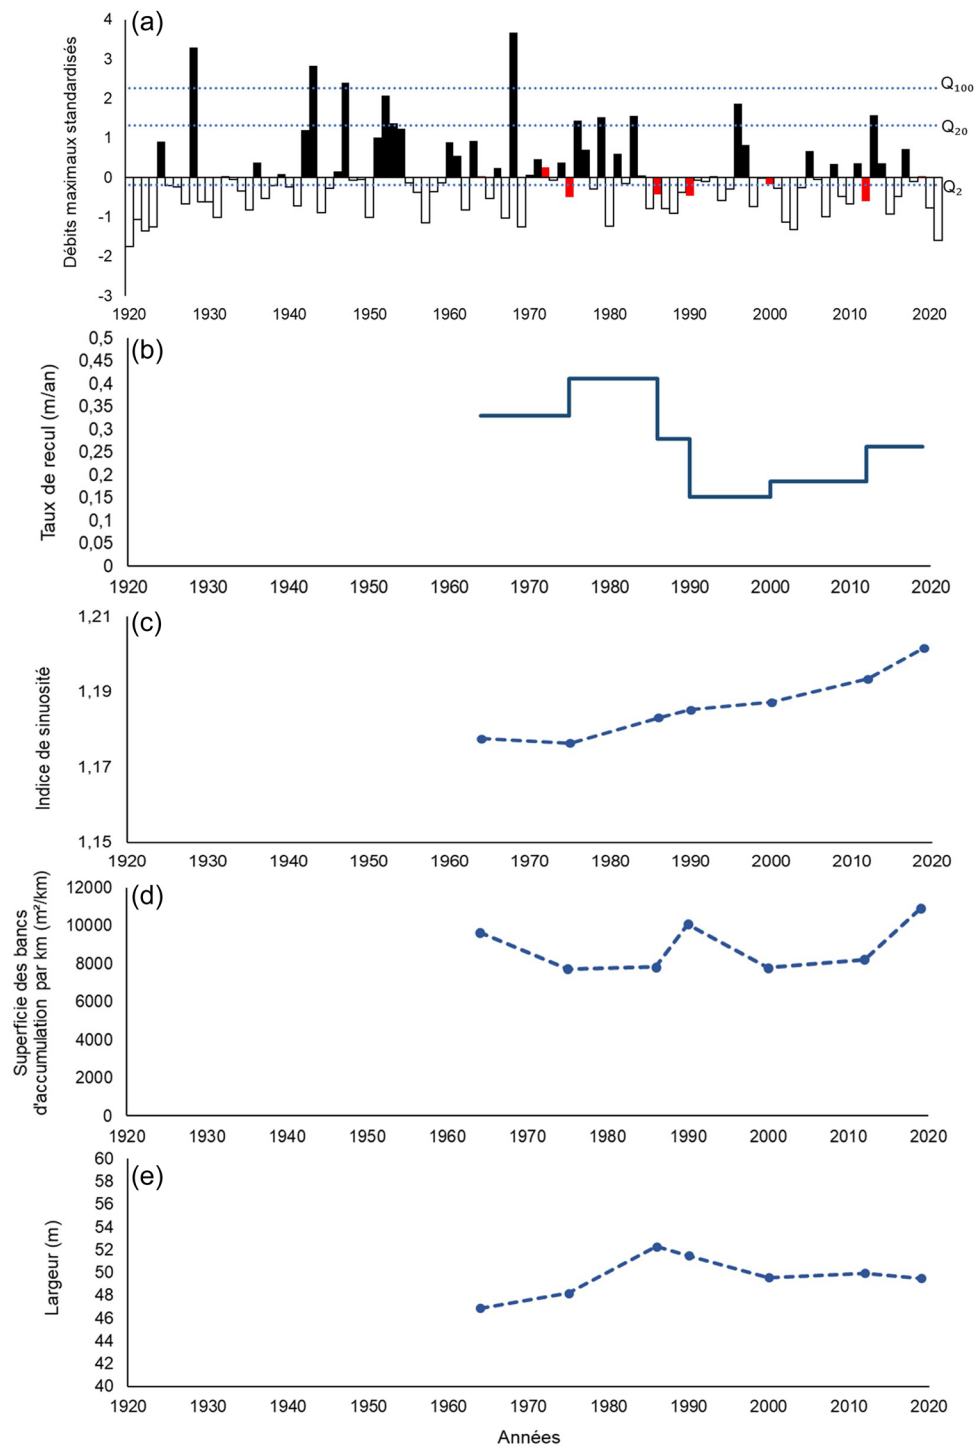 (a)
Débits maximaux standardisés
4
3
2
1
0
-1
-2
-3
Q₁₀₀
Q₂₀
Q₂
1920 1930 1940 1950 1960 1970 1980 1990 2000 2010 2020
(b)
Taux de recul (m/an)
0,5
0,45
0,4
0,35
0,3
0,25
0,2
0,15
0,1
0,05
0
1920 1930 1940 1950 1960 1970 1980 1990 2000 2010 2020
(c)
Indice de sinuosité
1,21
1,19
1,17
1,15
1920 1930 1940 1950 1960 1970 1980 1990 2000 2010 2020
(d)
Superficie des bancs
d'accumulation par km (m²/km)
12000
10000
8000
6000
4000
2000
0
1920 1930 1940 1950 1960 1970 1980 1990 2000 2010 2020
(e)
Largeur (m)
60
58
56
54
52
50
48
46
44
42
40
1920 1930 1940 1950 1960 1970 1980 1990 2000 2010 2020
Années